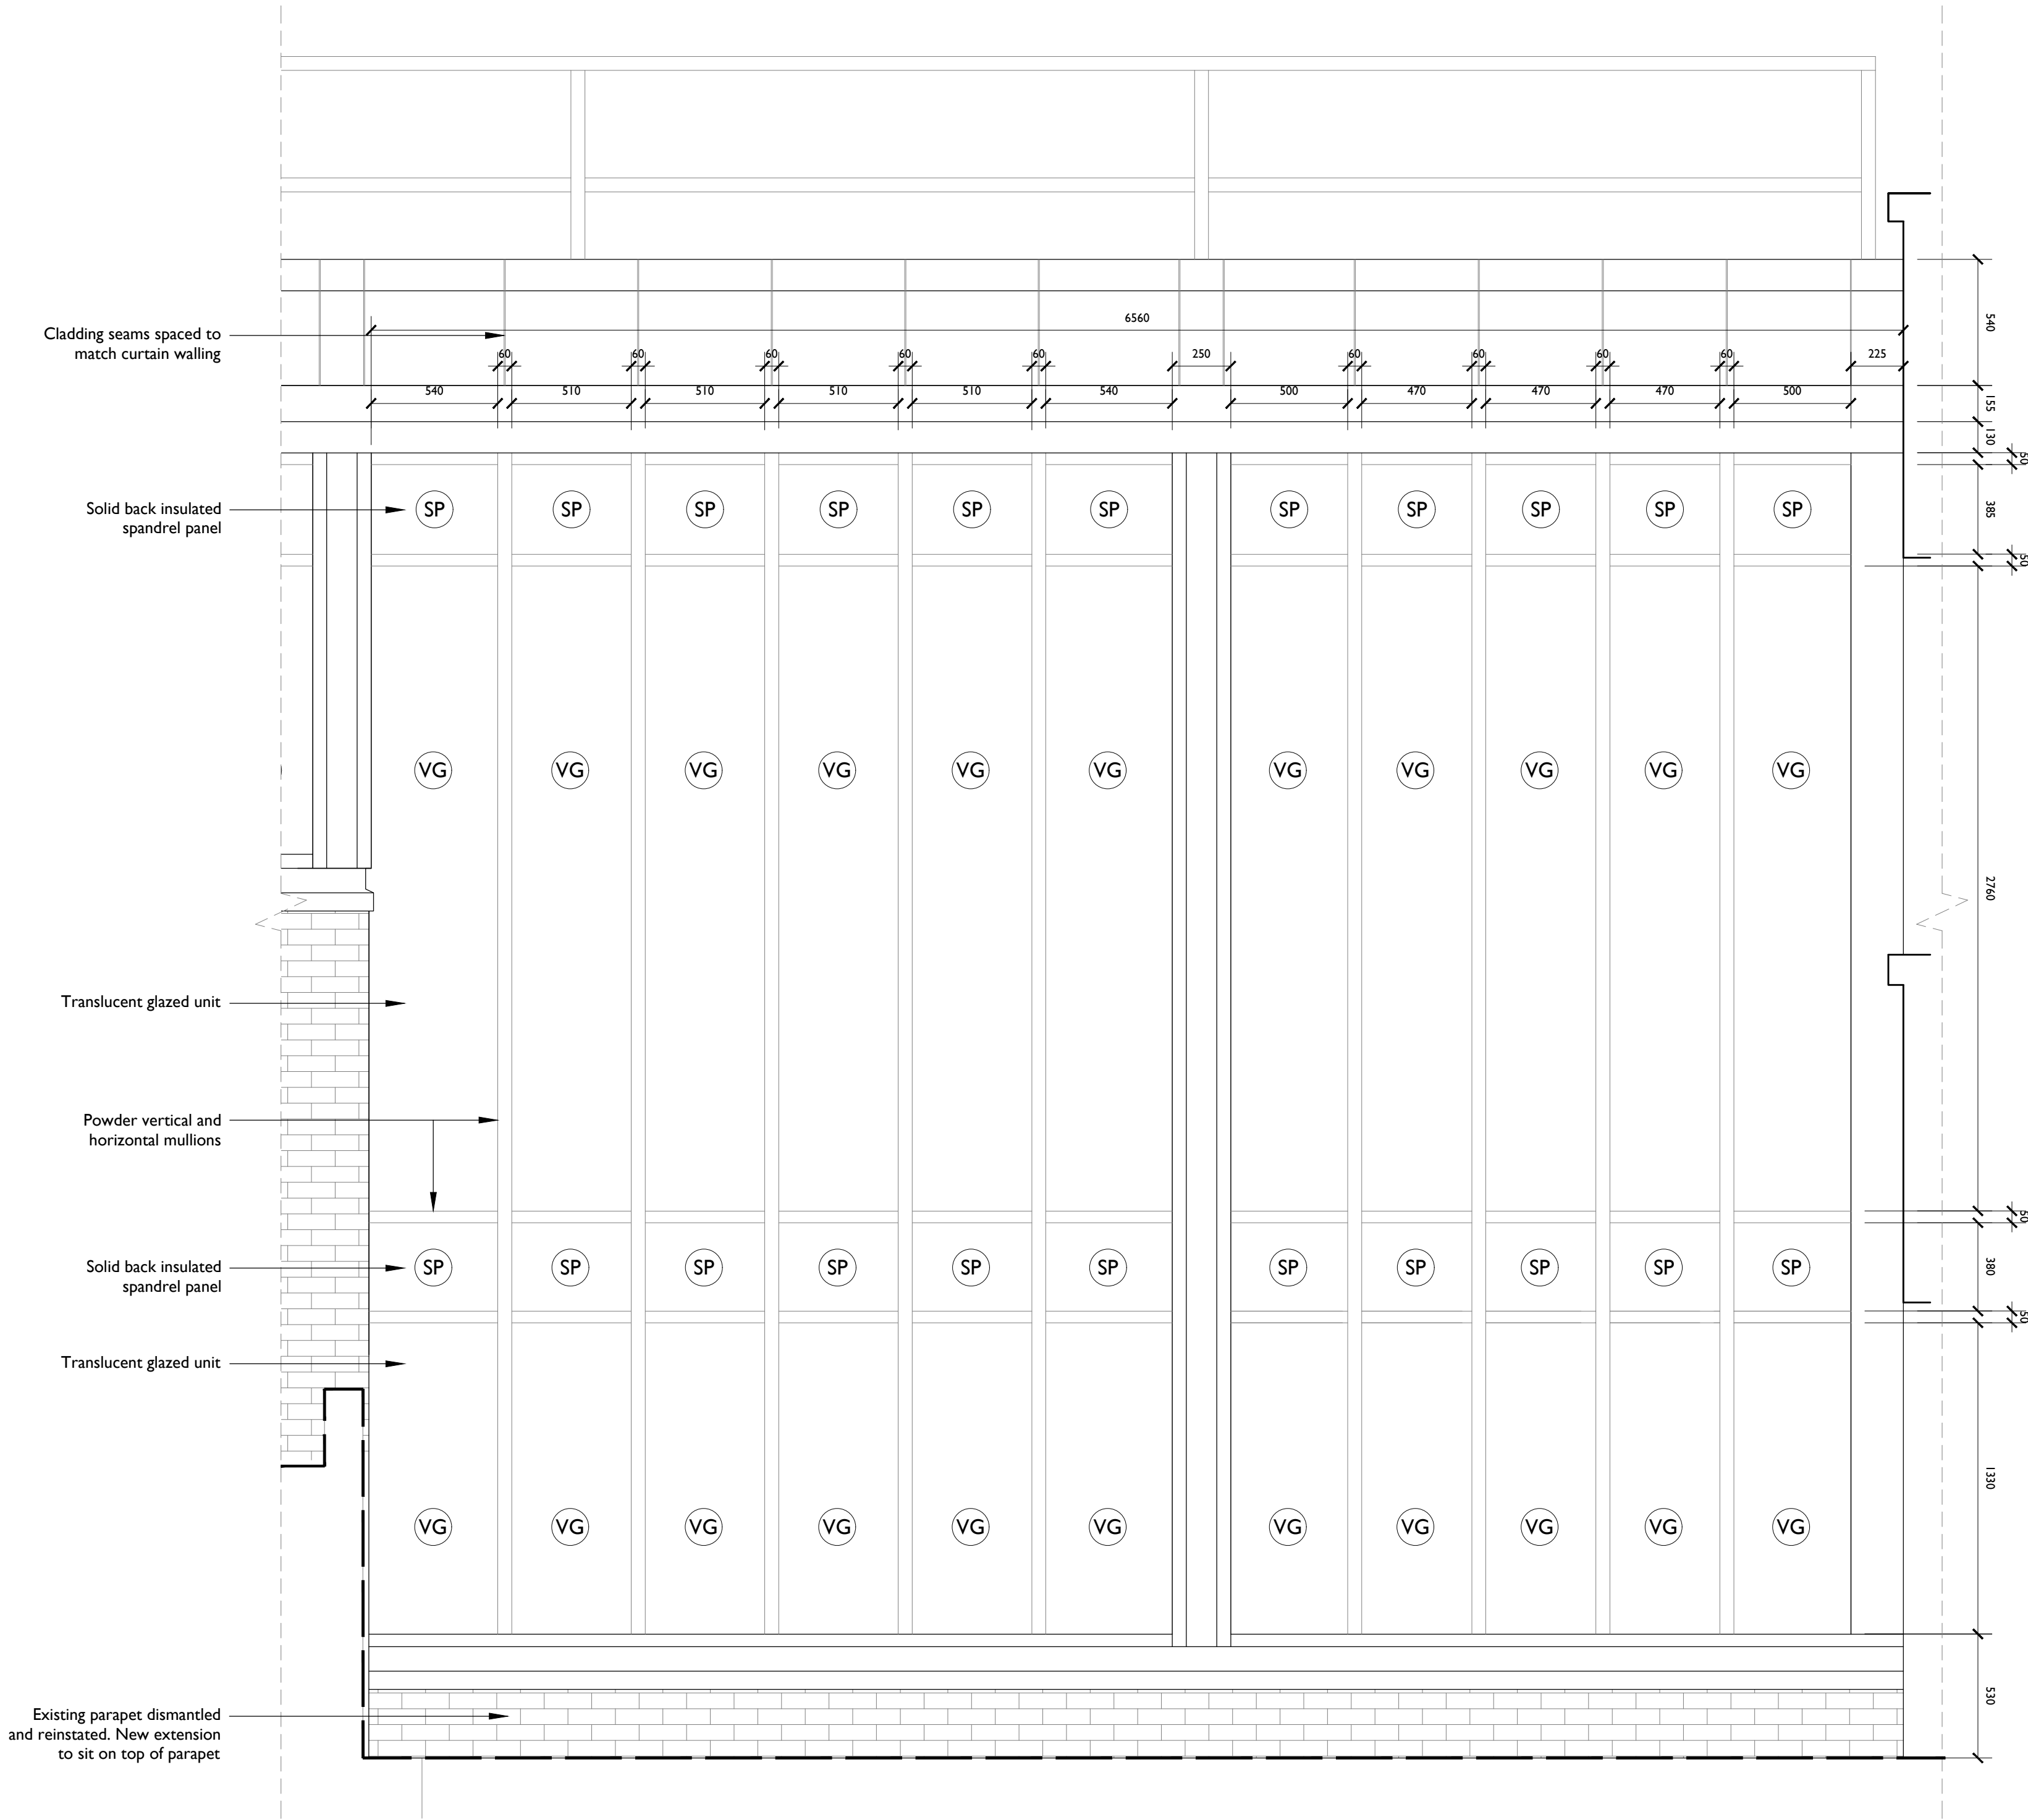 Cladding seams spaced to
match curtain walling
6560
60 60 60 60 60 250 60 60 60 60 225
540 510 510 510 510 540 500 470 470 470 500
540
155
130
50
Solid back insulated
spandrel panel
SP SP SP SP SP SP SP SP SP SP SP
385
50
VG VG VG VG VG VG VG VG VG VG VG
2760
Translucent glazed unit
Powder vertical and
horizontal mullions
50
Solid back insulated
spandrel panel
SP SP SP SP SP SP SP SP SP SP SP
380
50
Translucent glazed unit
1330
VG VG VG VG VG VG VG VG VG VG VG
530
Existing parapet dismantled
and reinstated. New extension
to sit on top of parapet